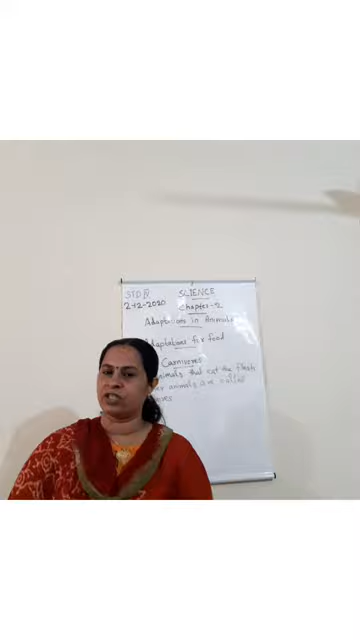 STD IV SCIENCE
2-12-2020 Chapter-2
Adaptations in Animals
Adaptations for food
Carnivores
animals that eat the flesh
animals are called